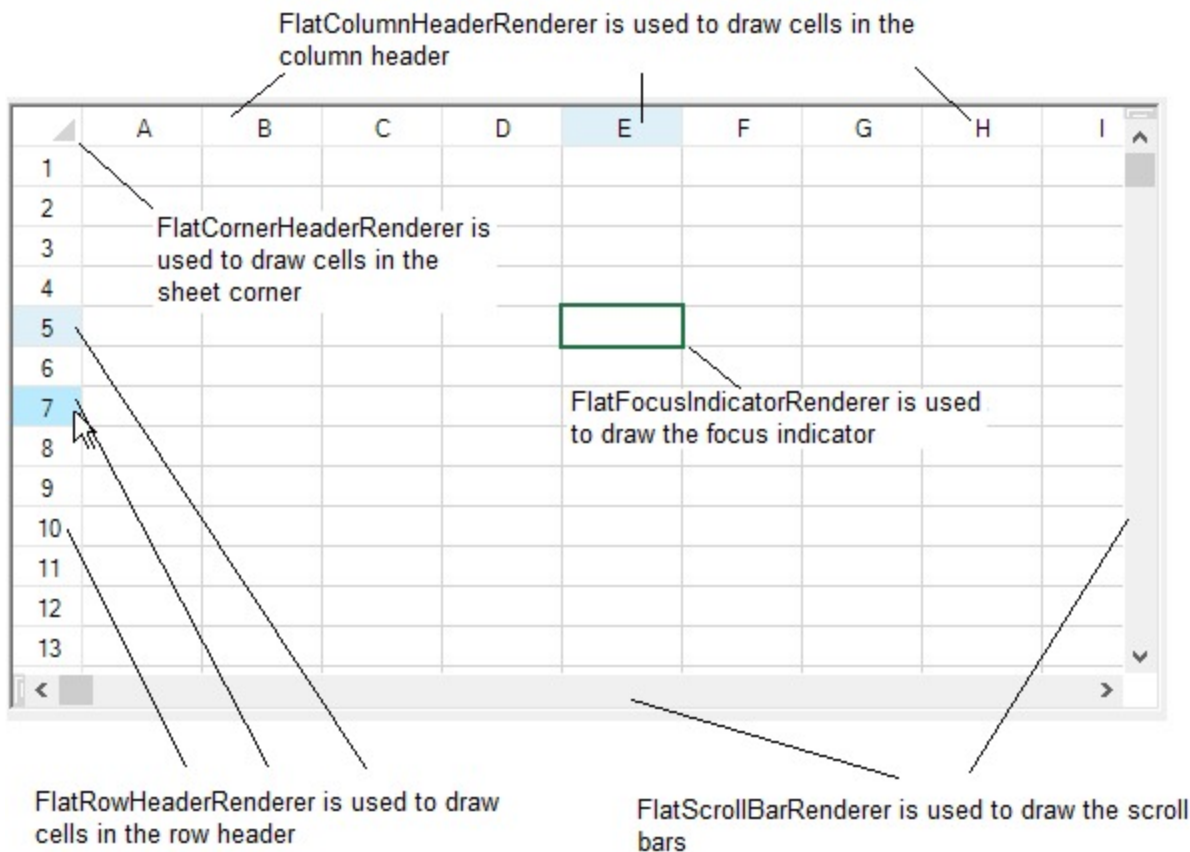 FlatColumnHeaderRenderer is used to draw cells in the
column header
A B C D E F G H I
1
2
FlatCornerHeaderRenderer is
used to draw cells in the
sheet corner
3
4
5
6
7
FlatFocusIndicatorRenderer is used
to draw the focus indicator
8
9
10
11
12
13
FlatRowHeaderRenderer is used to draw
cells in the row header
FlatScrollBarRenderer is used to draw the scroll
bars